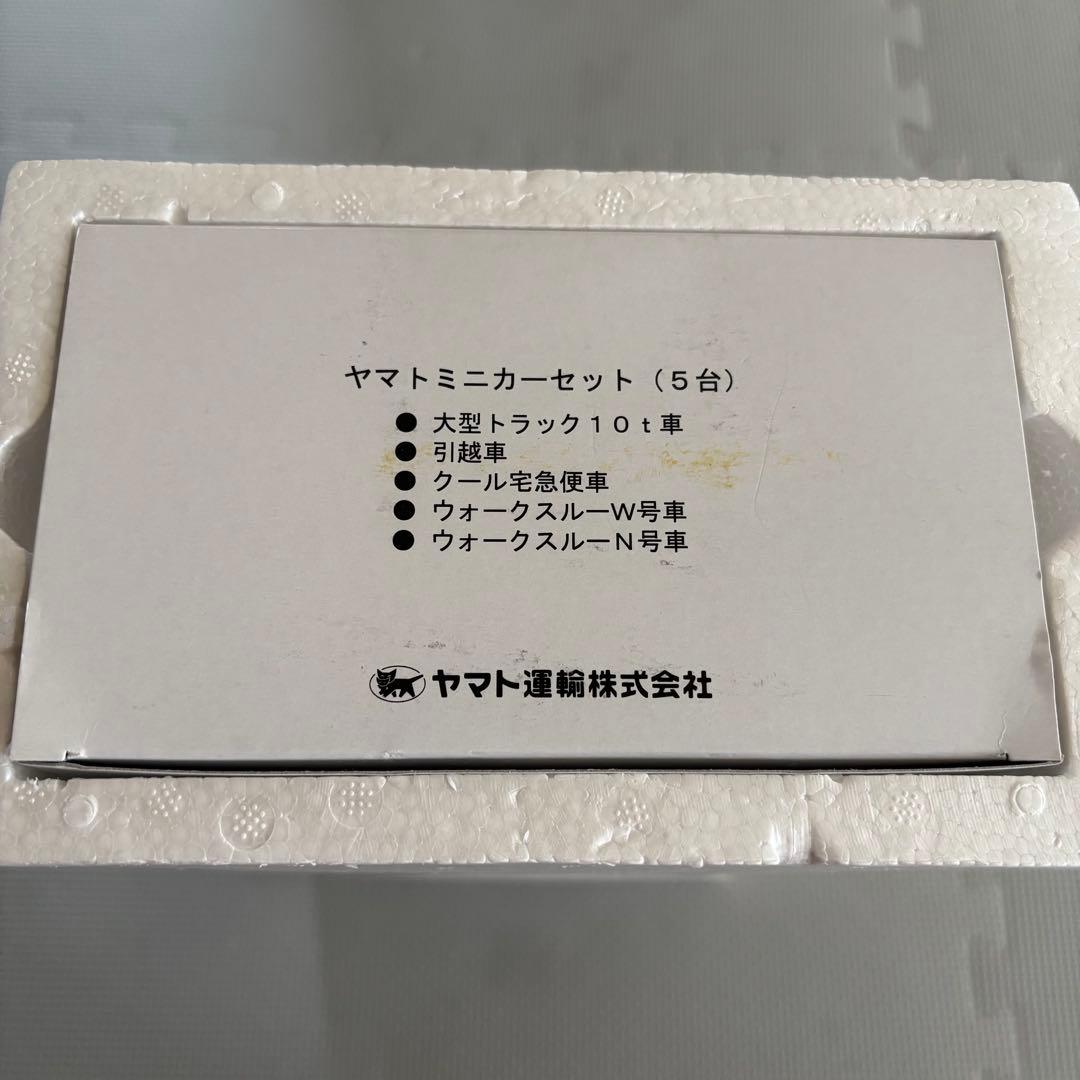 ヤマトミニカーセット（５台）
● 大型トラック１０ｔ車
● 引越車
● クール宅急便車
● ウォークスルーW号車
● ウォークスルーＮ号車
ヤマト運輸株式会社